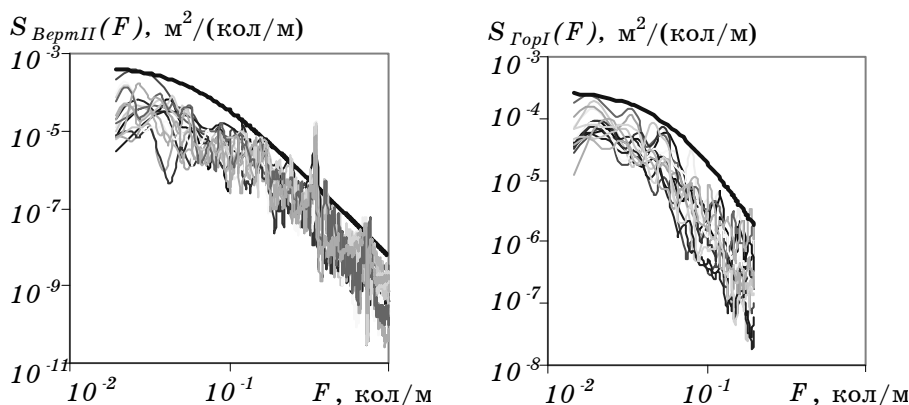 S ВертII(F), м²/(кол/м)
10⁻³
10⁻⁵
10⁻⁷
10⁻⁹
10⁻¹¹
10⁻² 10⁻¹ F, кол/м
S ГорI(F), м²/(кол/м)
10⁻³
10⁻⁴
10⁻⁵
10⁻⁶
10⁻⁷
10⁻⁸
10⁻² 10⁻¹ F, кол/м